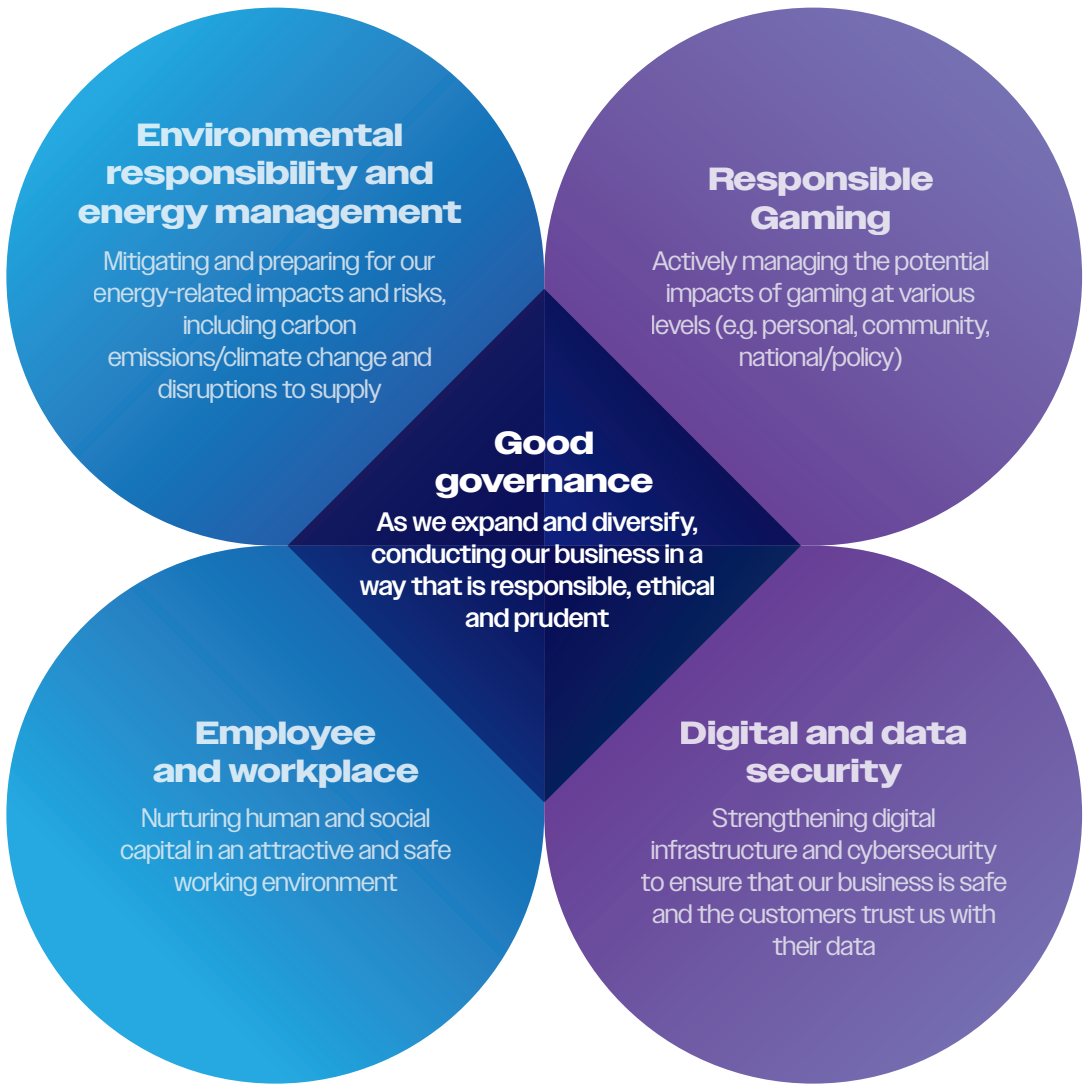 Environmental
responsibility and
energy management
Mitigating and preparing for our
energy-related impacts and risks,
including carbon
emissions/climate change and
disruptions to supply
Responsible
Gaming
Actively managing the potential
impacts of gaming at various
levels (e.g. personal, community,
national/policy)
Good
governance
As we expand and diversify,
conducting our business in a
way that is responsible, ethical
and prudent
Employee
and workplace
Nurturing human and social
capital in an attractive and safe
working environment
Digital and data
security
Strengthening digital
infrastructure and cybersecurity
to ensure that our business is safe
and the customers trust us with
their data